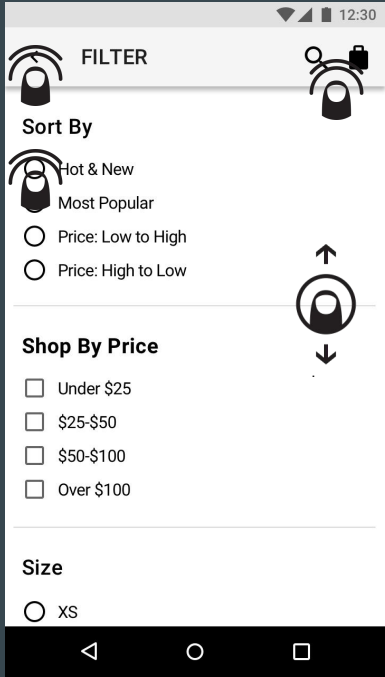 12:30
FILTER
Sort By
Hot & New
Most Popular
Price: Low to High
Price: High to Low
Shop By Price
Under $25
$25-$50
$50-$100
Over $100
Size
XS